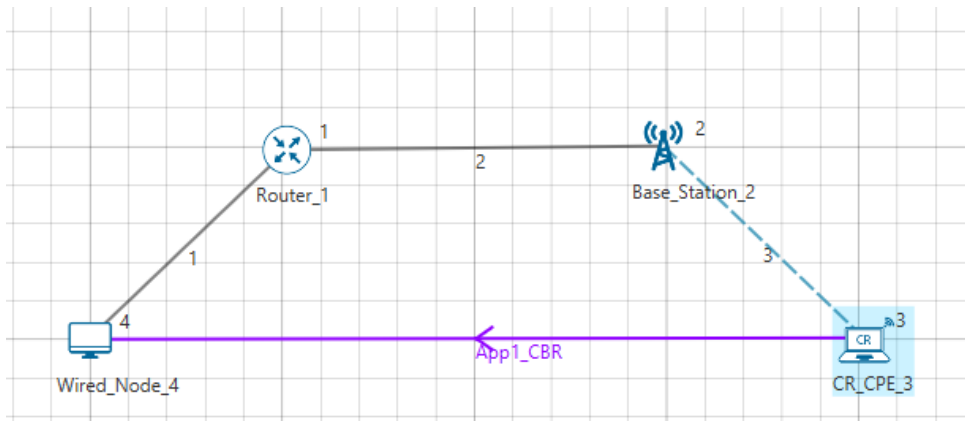 1
2
2
Router_1
Base_Station_2
1
3
4
3
CR
App1_CBR
Wired_Node_4
CR_CPE_3